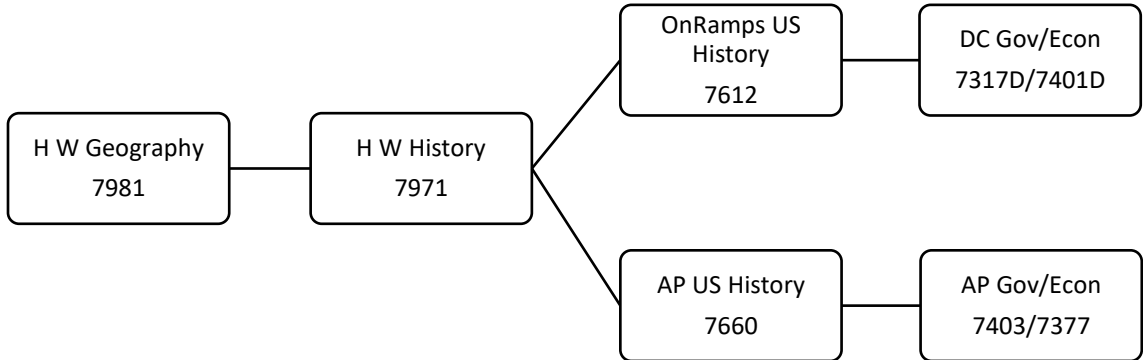 H W Geography
7981
H W History
7971
OnRamps US
History
7612
DC Gov/Econ
7317D/7401D
AP US History
7660
AP Gov/Econ
7403/7377